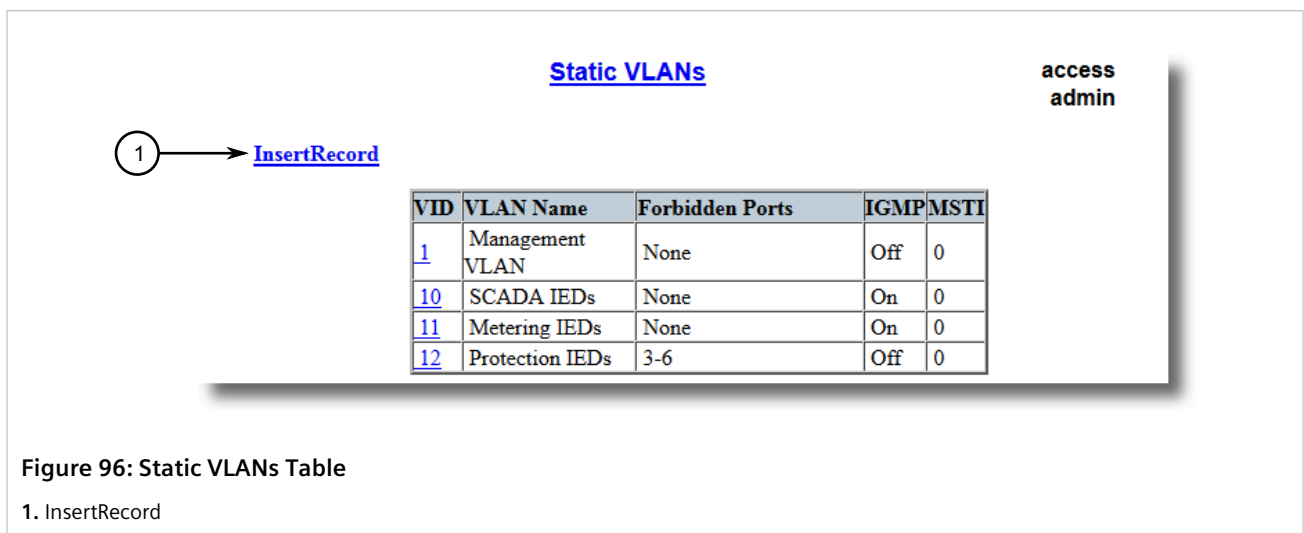 Static VLANs
access
admin
1
InsertRecord
VID VLAN Name Forbidden Ports IGMP MSTI
1 Management VLAN None Off 0
10 SCADA IEDs None On 0
11 Metering IEDs None On 0
12 Protection IEDs 3-6 Off 0
Figure 96: Static VLANs Table
1. InsertRecord